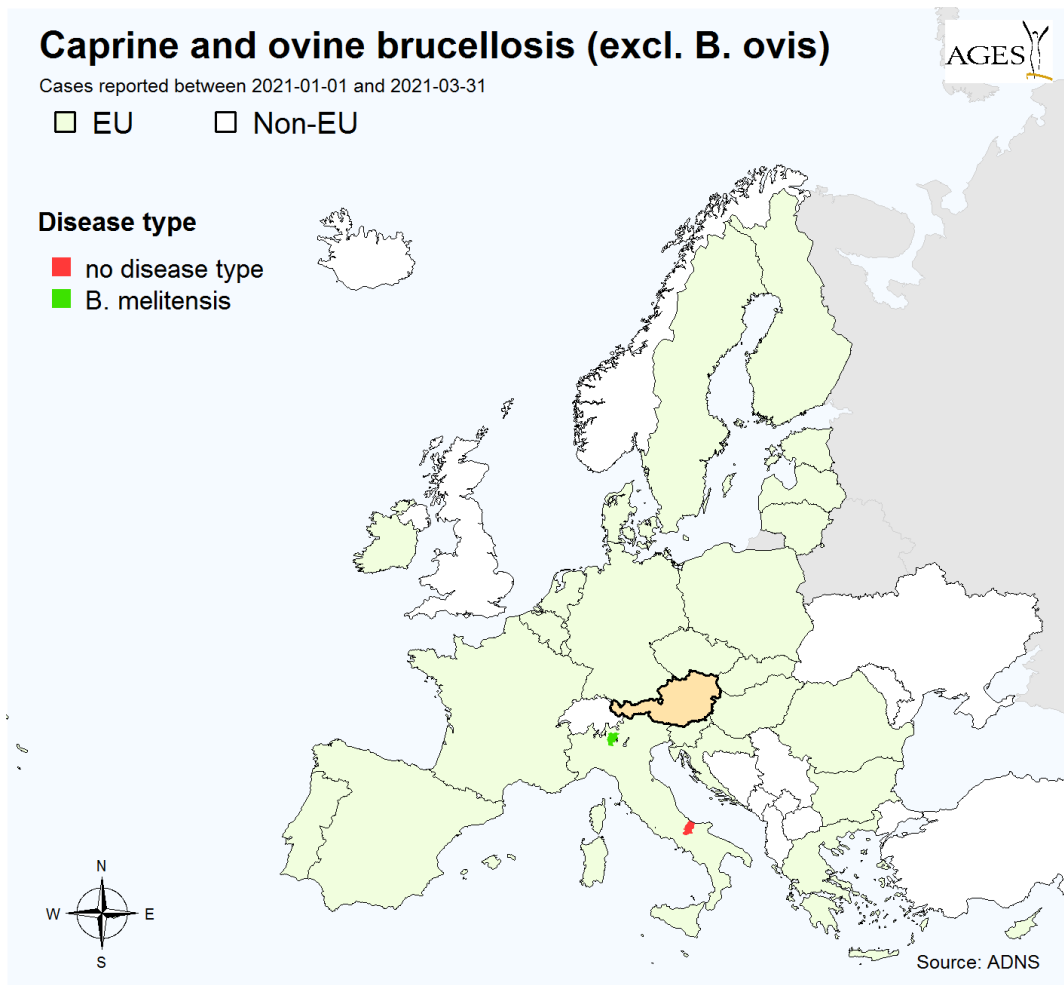 Caprine and ovine brucellosis (excl. B. ovis)
AGES
Cases reported between 2021-01-01 and 2021-03-31
EU
Non-EU
Disease type
no disease type
B. melitensis
N
W
E
S
Source: ADNS